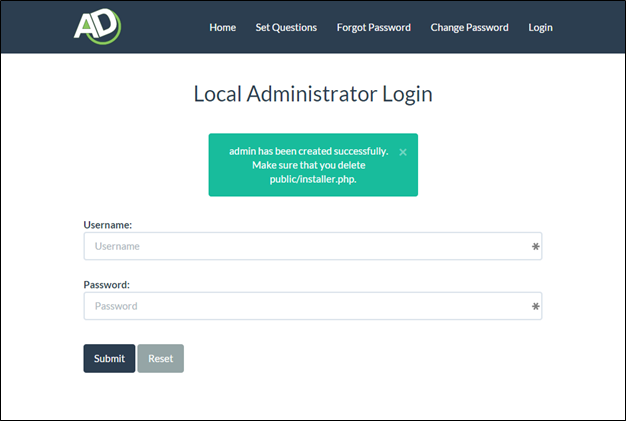 AD
Home Set Questions Forgot Password Change Password Login
Local Administrator Login
admin has been created successfully. ×
Make sure that you delete
public/installer.php.
Username:
Username *
Password:
Password *
Submit Reset